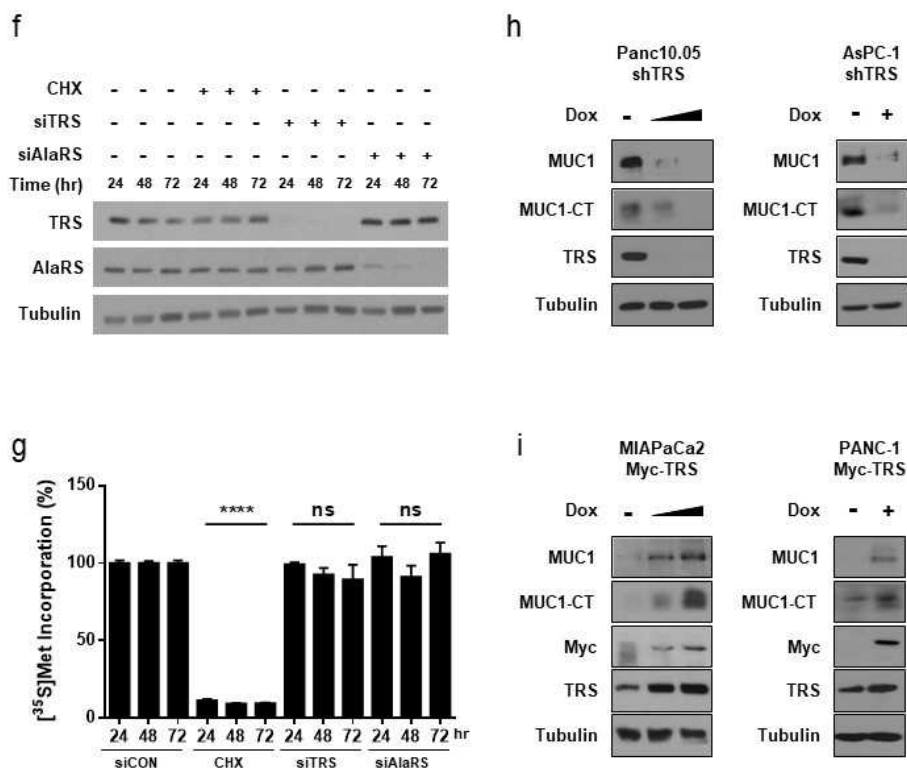 f
CHX - - - + + + - - - - - -
siTRS - - - - - - + + + - - -
siAlaRS - - - - - - - - - + + +
Time (hr) 24 48 72 24 48 72 24 48 72 24 48 72
TRS
AlaRS
Tubulin
g
[35S]Met Incorporation (%)
150
100
50
0
**** ns ns
24 48 72 24 48 72 24 48 72 24 48 72 hr
siCON CHX siTRS siAlaRS
h
Panc10.05
shTRS
Dox -
MUC1
MUC1-CT
TRS
Tubulin
AsPC-1
shTRS
Dox - +
MUC1
MUC1-CT
TRS
Tubulin
i
MIAPaCa2
Myc-TRS
Dox -
MUC1
MUC1-CT
Myc
TRS
Tubulin
PANC-1
Myc-TRS
Dox - +
MUC1
MUC1-CT
Myc
TRS
Tubulin